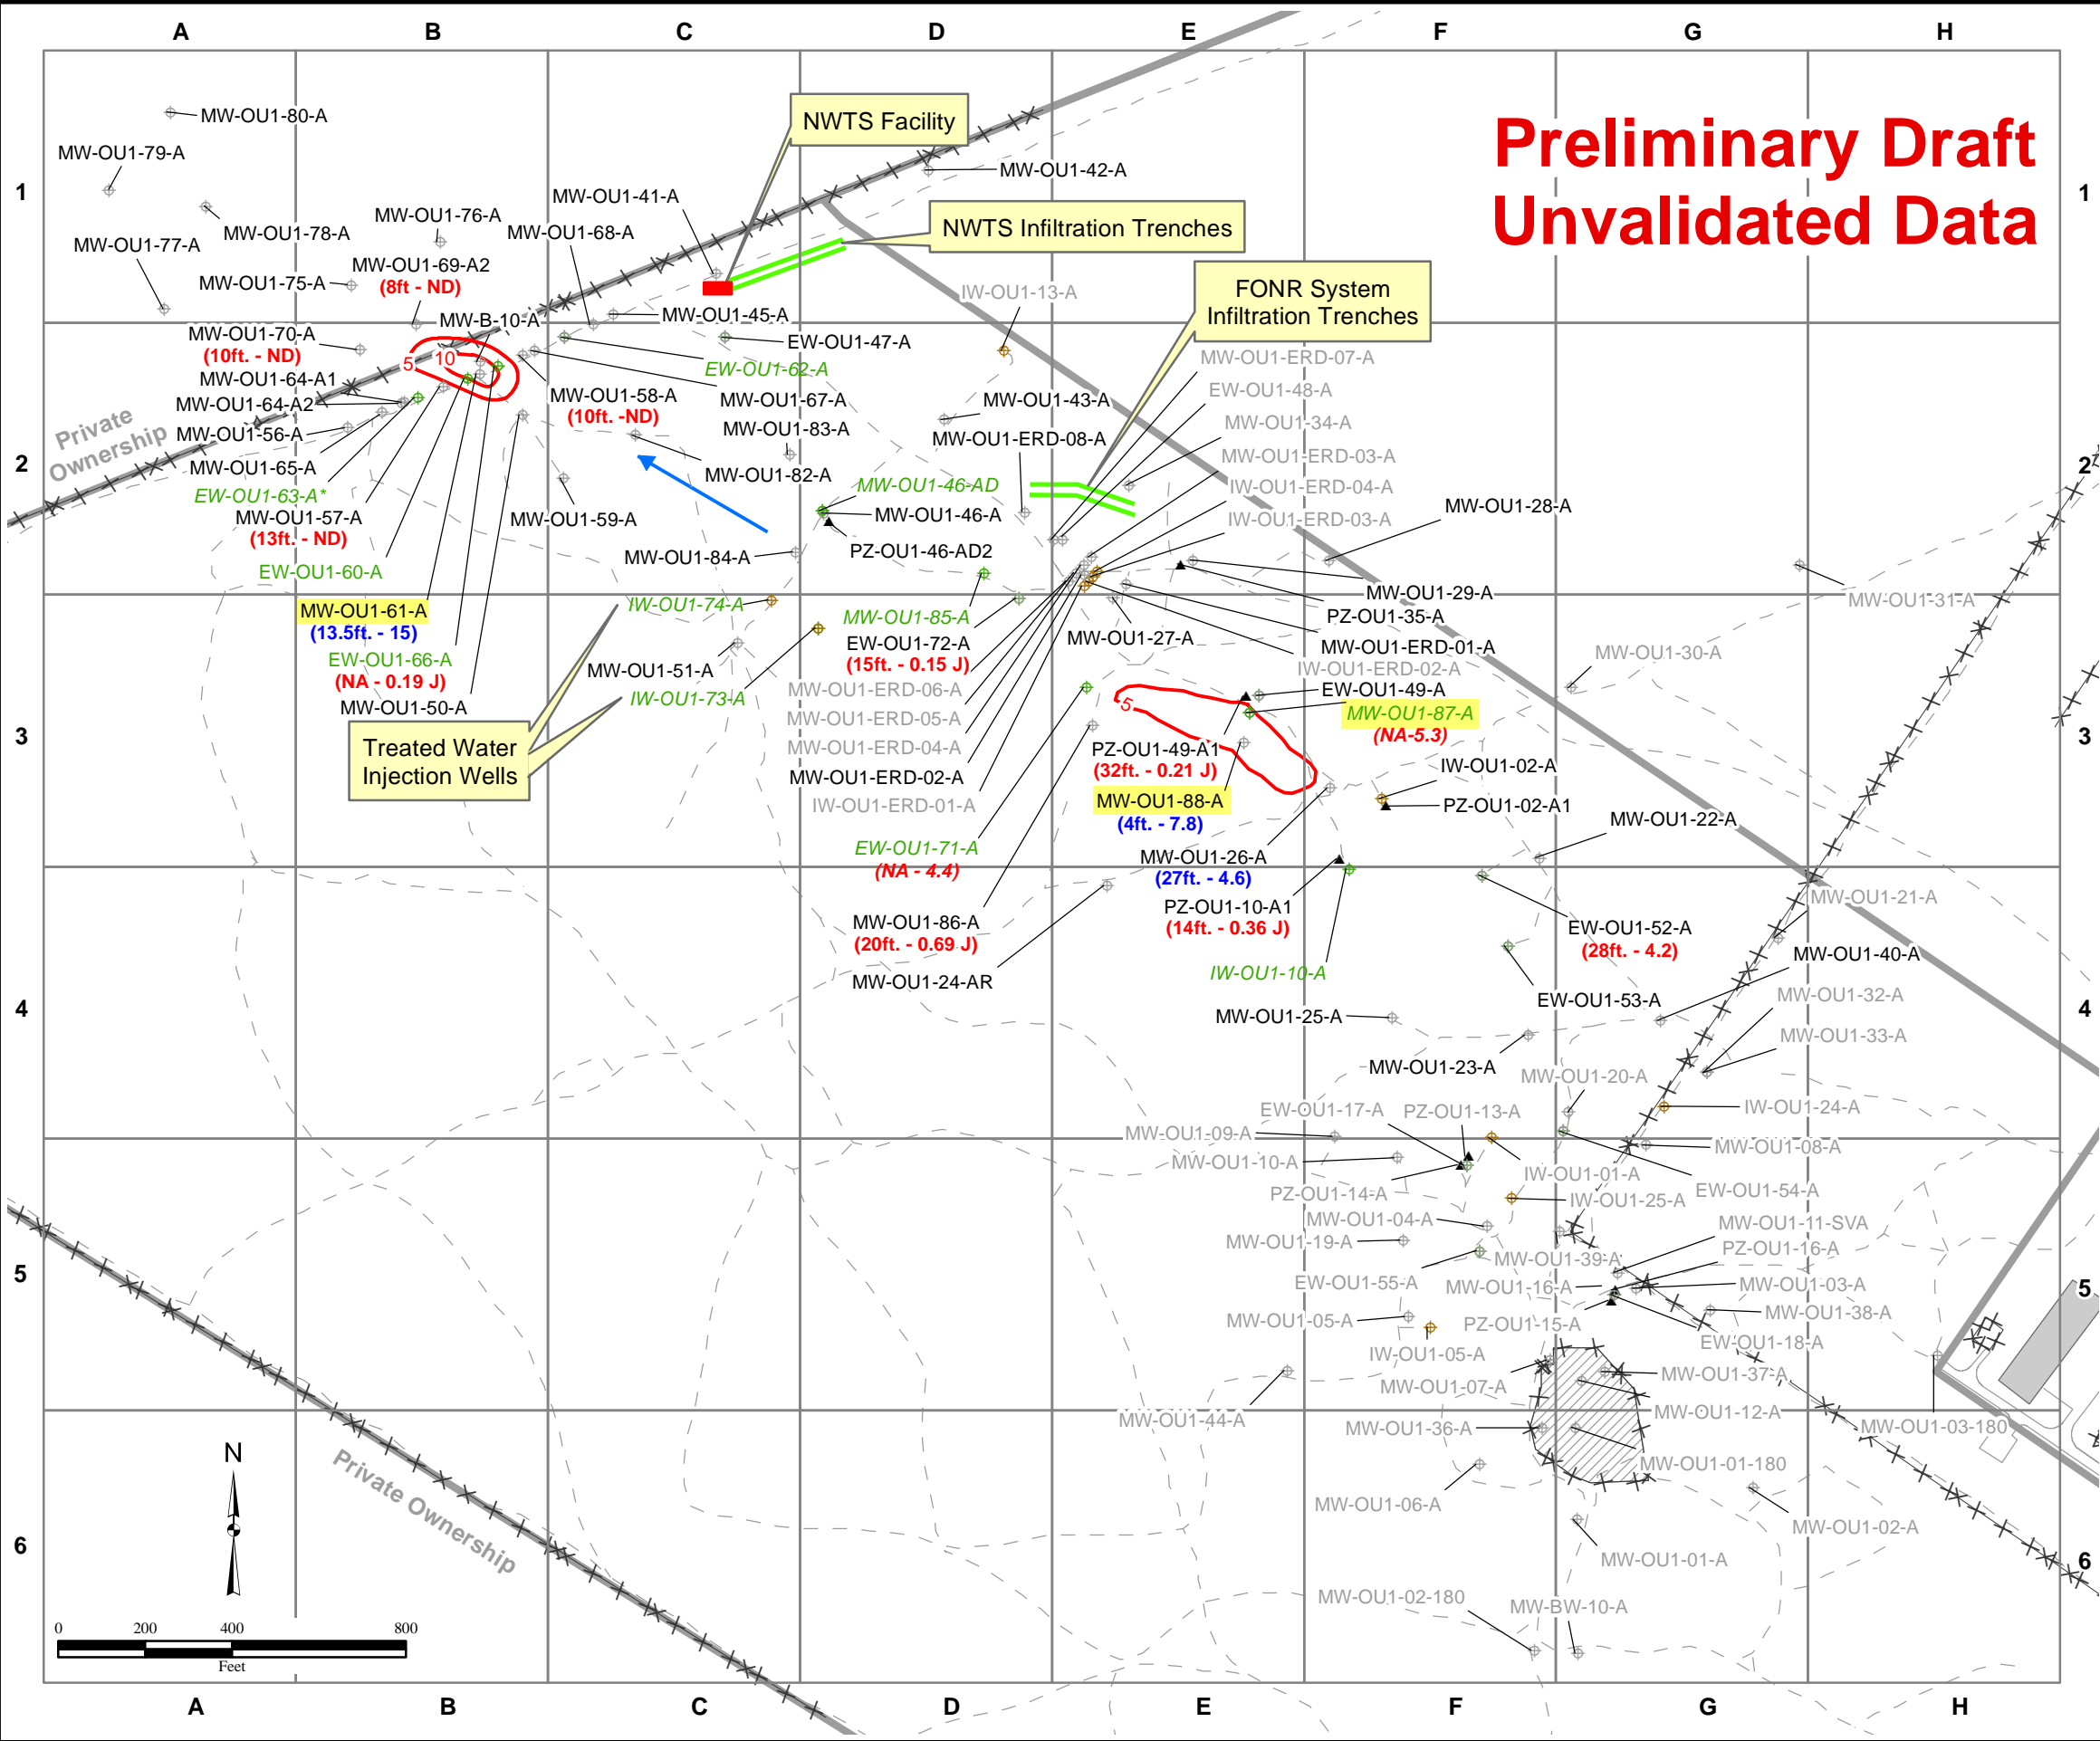 A B C D E F G H
Preliminary Draft
Unvalidated Data
NWTS Facility
NWTS Infiltration Trenches
FONR System
Infiltration Trenches
1
1
MW-OU1-80-A
MW-OU1-79-A
MW-OU1-78-A
MW-OU1-77-A
MW-OU1-76-A
MW-OU1-75-A
MW-OU1-69-A2
(8ft - ND)
MW-OU1-68-A
MW-OU1-41-A
MW-OU1-42-A
MW-OU1-45-A
MW-B-10-A
IW-OU1-13-A
MW-OU1-70-A
(10ft. - ND)
MW-OU1-64-A1
MW-OU1-64-A2
MW-OU1-56-A
MW-OU1-65-A
EW-OU1-63-A*
MW-OU1-57-A
(13ft. - ND)
EW-OU1-60-A
MW-OU1-61-A
(13.5ft. - 15)
EW-OU1-66-A
(NA - 0.19 J)
MW-OU1-50-A
5
10
Private
Ownership
2
2
EW-OU1-47-A
EW-OU1-62-A
MW-OU1-58-A
(10ft. -ND)
MW-OU1-67-A
MW-OU1-83-A
MW-OU1-82-A
MW-OU1-59-A
MW-OU1-84-A
MW-OU1-43-A
MW-OU1-ERD-08-A
MW-OU1-46-AD
MW-OU1-46-A
PZ-OU1-46-AD2
MW-OU1-ERD-07-A
EW-OU1-48-A
MW-OU1-34-A
MW-OU1-ERD-03-A
IW-OU1-ERD-04-A
IW-OU1-ERD-03-A
MW-OU1-28-A
MW-OU1-29-A
PZ-OU1-35-A
MW-OU1-ERD-01-A
IW-OU1-ERD-02-A
MW-OU1-31-A
MW-OU1-30-A
IW-OU1-74-A
MW-OU1-51-A
IW-OU1-73-A
Treated Water
Injection Wells
MW-OU1-85-A
EW-OU1-72-A
(15ft. - 0.15 J)
MW-OU1-ERD-06-A
MW-OU1-ERD-05-A
MW-OU1-ERD-04-A
MW-OU1-ERD-02-A
IW-OU1-ERD-01-A
EW-OU1-71-A
(NA - 4.4)
MW-OU1-86-A
(20ft. - 0.69 J)
MW-OU1-24-AR
3
3
MW-OU1-27-A
5
EW-OU1-49-A
MW-OU1-87-A
(NA-5.3)
PZ-OU1-49-A1
(32ft. - 0.21 J)
MW-OU1-88-A
(4ft. - 7.8)
IW-OU1-02-A
PZ-OU1-02-A1
MW-OU1-22-A
MW-OU1-26-A
(27ft. - 4.6)
PZ-OU1-10-A1
(14ft. - 0.36 J)
IW-OU1-10-A
EW-OU1-52-A
(28ft. - 4.2)
EW-OU1-53-A
MW-OU1-21-A
MW-OU1-40-A
MW-OU1-32-A
MW-OU1-33-A
4
4
MW-OU1-25-A
MW-OU1-23-A
MW-OU1-20-A
IW-OU1-24-A
EW-OU1-17-A
PZ-OU1-13-A
MW-OU1-09-A
MW-OU1-08-A
MW-OU1-10-A
IW-OU1-01-A
PZ-OU1-14-A
IW-OU1-25-A
EW-OU1-54-A
MW-OU1-04-A
MW-OU1-11-SVA
MW-OU1-19-A
PZ-OU1-16-A
MW-OU1-39-A
5
5
EW-OU1-55-A
MW-OU1-16-A
MW-OU1-03-A
MW-OU1-38-A
MW-OU1-05-A
PZ-OU1-15-A
EW-OU1-18-A
IW-OU1-05-A
MW-OU1-37-A
MW-OU1-07-A
MW-OU1-44-A
MW-OU1-12-A
MW-OU1-36-A
MW-OU1-03-180
MW-OU1-01-180
MW-OU1-06-A
MW-OU1-02-A
MW-OU1-01-A
MW-OU1-02-180
MW-BW-10-A
6
6
Private Ownership
N
0 200 400 800
Feet
A B C D E F G H